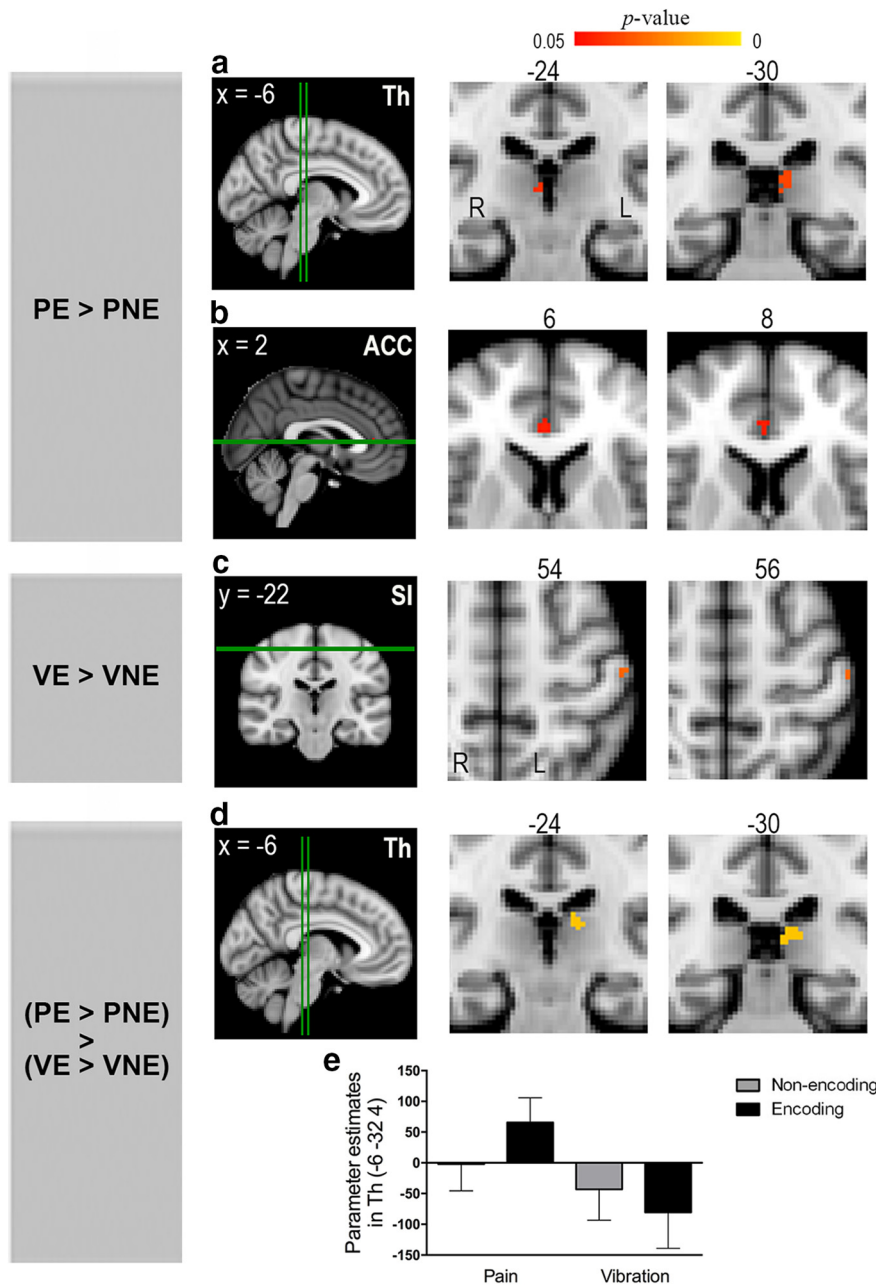 p-value
0.05 0
a
x = -6 Th
-24
-30
R L
PE > PNE
b
x = 2 ACC
6
8
c
y = -22 SI
54
56
R L
VE > VNE
d
x = -6 Th
-24
-30
(PE > PNE)
>
(VE > VNE)
e
Parameter estimates
in Th (-6 -32 4)
150
100
50
0
-50
-100
-150
Pain Vibration
Non-encoding
Encoding